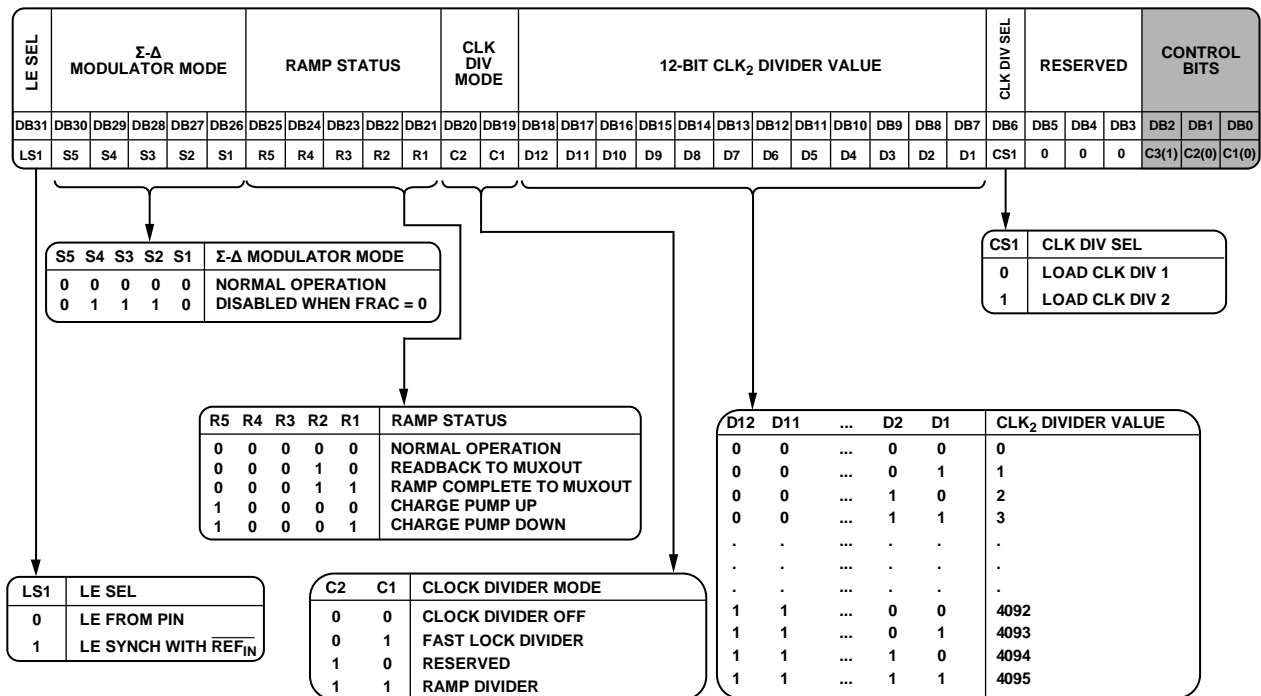 LE SEL
Σ-Δ MODULATOR MODE
RAMP STATUS
CLK DIV MODE
12-BIT CLK2 DIVIDER VALUE
CLK DIV SEL
RESERVED
CONTROL BITS
DB31 DB30 DB29 DB28 DB27 DB26 DB25 DB24 DB23 DB22 DB21 DB20 DB19 DB18 DB17 DB16 DB15 DB14 DB13 DB12 DB11 DB10 DB9 DB8 DB7 DB6 DB5 DB4 DB3 DB2 DB1 DB0
LS1 S5 S4 S3 S2 S1 R5 R4 R3 R2 R1 C2 C1 D12 D11 D10 D9 D8 D7 D6 D5 D4 D3 D2 D1 CS1 0 0 0 C3(1) C2(0) C1(0)
S5 S4 S3 S2 S1 Σ-Δ MODULATOR MODE
0 0 0 0 0 NORMAL OPERATION
0 1 1 1 0 DISABLED WHEN FRAC = 0
CS1 CLK DIV SEL
0 LOAD CLK DIV 1
1 LOAD CLK DIV 2
R5 R4 R3 R2 R1 RAMP STATUS
0 0 0 0 0 NORMAL OPERATION
0 0 0 1 0 READBACK TO MUXOUT
0 0 0 1 1 RAMP COMPLETE TO MUXOUT
1 0 0 0 0 CHARGE PUMP UP
1 0 0 0 1 CHARGE PUMP DOWN
D12 D11 ... D2 D1 CLK2 DIVIDER VALUE
0 0 ... 0 0 0
0 0 ... 0 1 1
0 0 ... 1 0 2
0 0 ... 1 1 3
. . ... . . .
. . ... . . .
. . ... . . .
1 1 ... 0 0 4092
1 1 ... 0 1 4093
1 1 ... 1 0 4094
1 1 ... 1 1 4095
LS1 LE SEL
0 LE FROM PIN
1 LE SYNCH WITH REFIN
C2 C1 CLOCK DIVIDER MODE
0 0 CLOCK DIVIDER OFF
0 1 FAST LOCK DIVIDER
1 0 RESERVED
1 1 RAMP DIVIDER